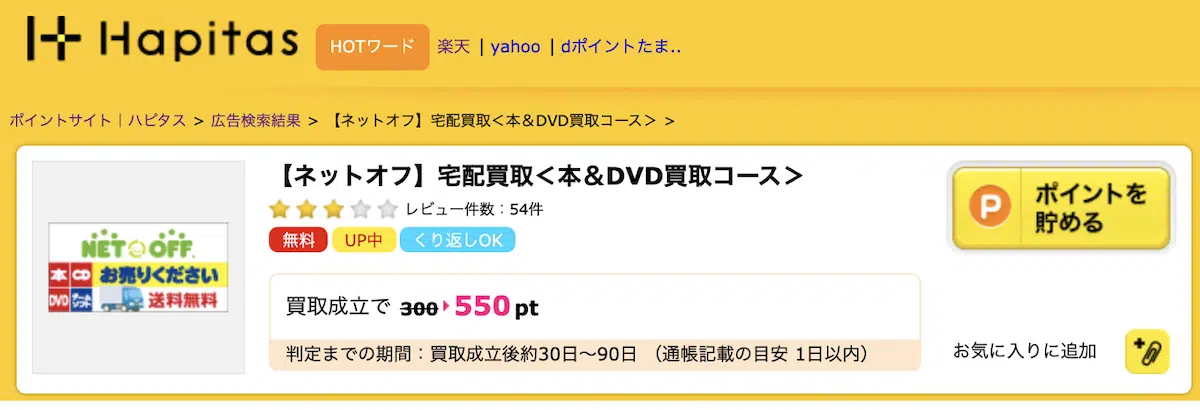 Hapitas
HOTワード 楽天 | yahoo | dポイントたま..
ポイントサイト｜ハピタス > 広告検索結果 > 【ネットオフ】宅配買取＜本＆DVD買取コース＞ >
【ネットオフ】宅配買取＜本＆DVD買取コース＞
レビュー件数：54件
無料 UP中 くり返しOK
NET OFF
本 CD お売りください
DVD ゲーム 送料無料
買取成立で 300 550 pt
判定までの期間：買取成立後約30日〜90日 （通帳記載の目安 1日以内）
P ポイントを
貯める
お気に入りに追加